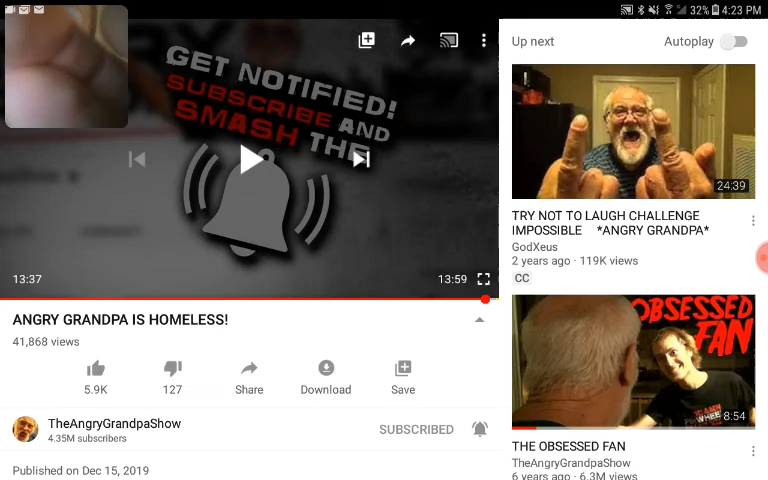 32% 4:23 PM
GET NOTIFIED!
SUBSCRIBE AND
SMASH THE
13:37
13:59
ANGRY GRANDPA IS HOMELESS!
41,868 views
5.9K
127
Share
Download
Save
TheAngryGrandpaShow
4.35M subscribers
SUBSCRIBED
Published on Dec 15, 2019
Up next
Autoplay
24:39
TRY NOT TO LAUGH CHALLENGE
IMPOSSIBLE *ANGRY GRANDPA*
GodXeus
2 years ago · 119K views
CC
OBSESSED
FAN
8:54
THE OBSESSED FAN
TheAngryGrandpaShow
6 years ago · 6.3M views